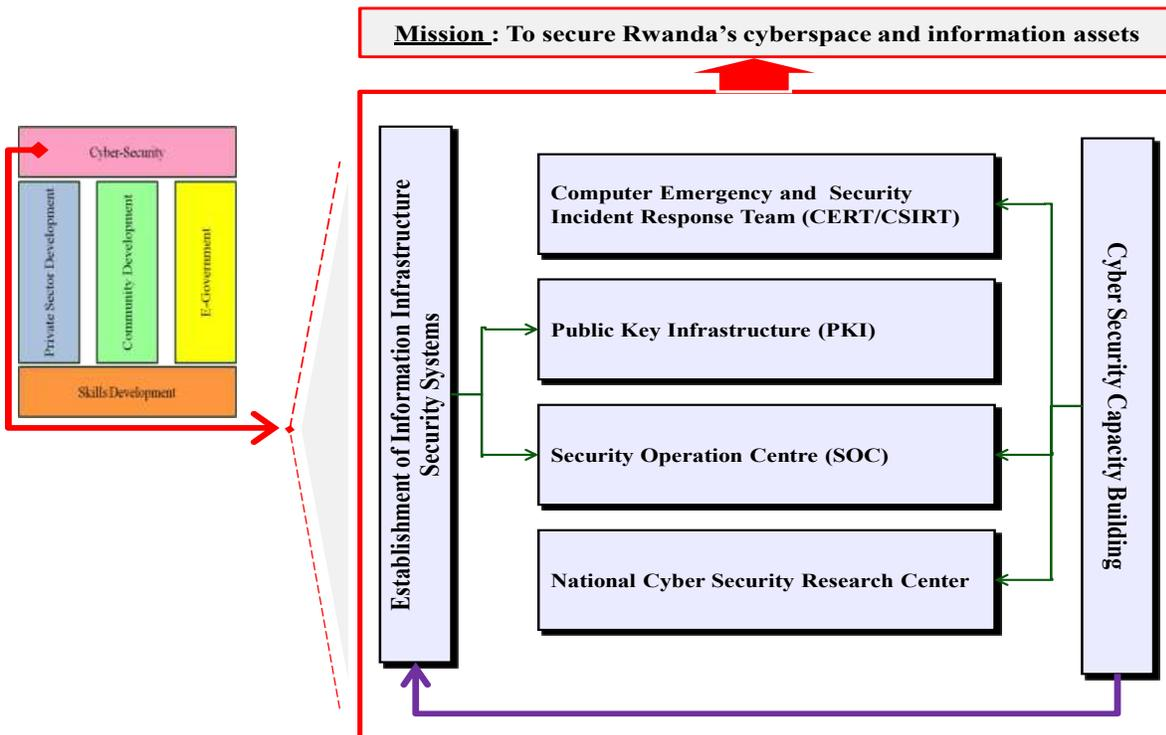 Mission : To secure Rwanda's cyberspace and information assets
Cyber-Security
Private Sector Development
Community Development
E-Government
Skills Development
Establishment of Information Infrastructure
Security Systems
Computer Emergency and Security
Incident Response Team (CERT/CSIRT)
Public Key Infrastructure (PKI)
Security Operation Centre (SOC)
National Cyber Security Research Center
Cyber Security Capacity Building